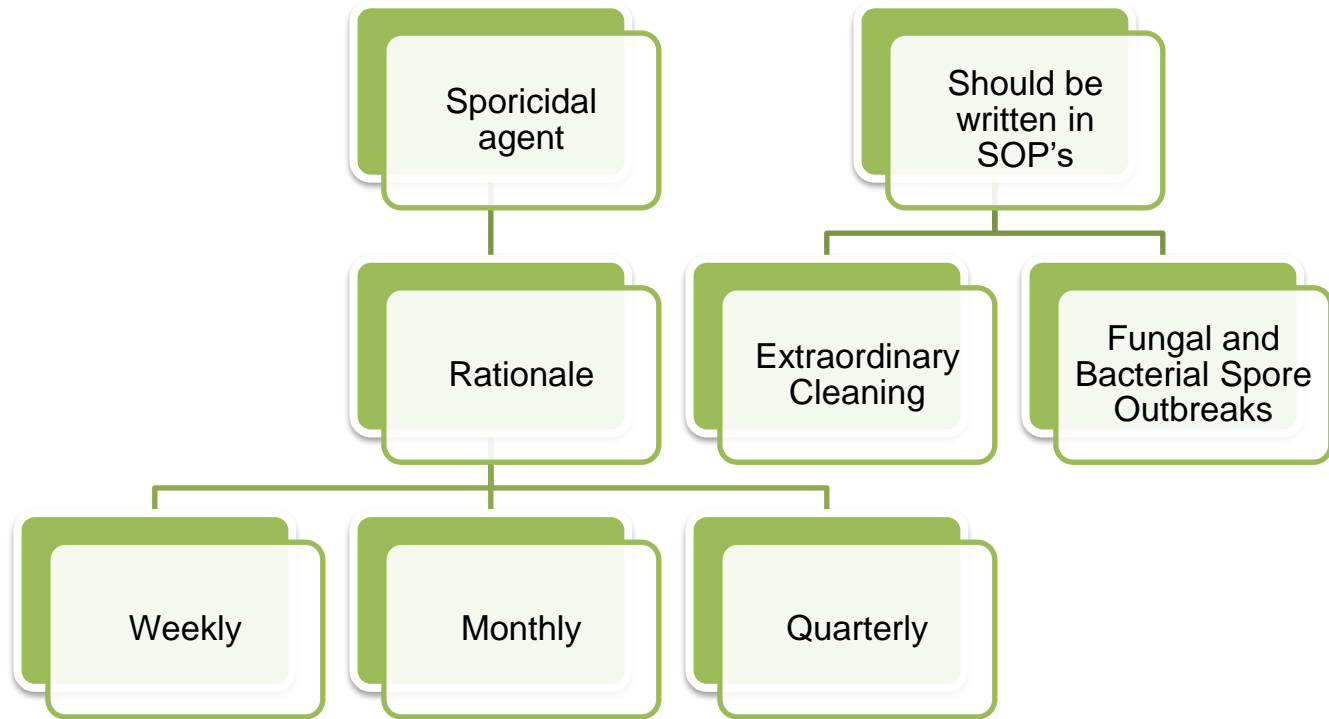 Sporicidal
agent
Should be
written in
SOP’s
Rationale
Extraordinary
Cleaning
Fungal and
Bacterial Spore
Outbreaks
Weekly
Monthly
Quarterly